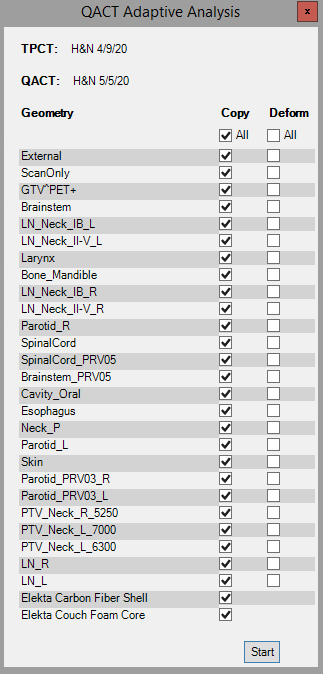 QACT Adaptive Analysis
x
TPCT: H&N 4/9/20
QACT: H&N 5/5/20
Geometry Copy Deform
All All
External
ScanOnly
GTV^PET+
Brainstem
LN_Neck_IB_L
LN_Neck_II-V_L
Larynx
Bone_Mandible
LN_Neck_IB_R
LN_Neck_II-V_R
Parotid_R
SpinalCord
SpinalCord_PRV05
Brainstem_PRV05
Cavity_Oral
Esophagus
Neck_P
Parotid_L
Skin
Parotid_PRV03_R
Parotid_PRV03_L
PTV_Neck_R_5250
PTV_Neck_L_7000
PTV_Neck_L_6300
LN_R
LN_L
Elekta Carbon Fiber Shell
Elekta Couch Foam Core
Start